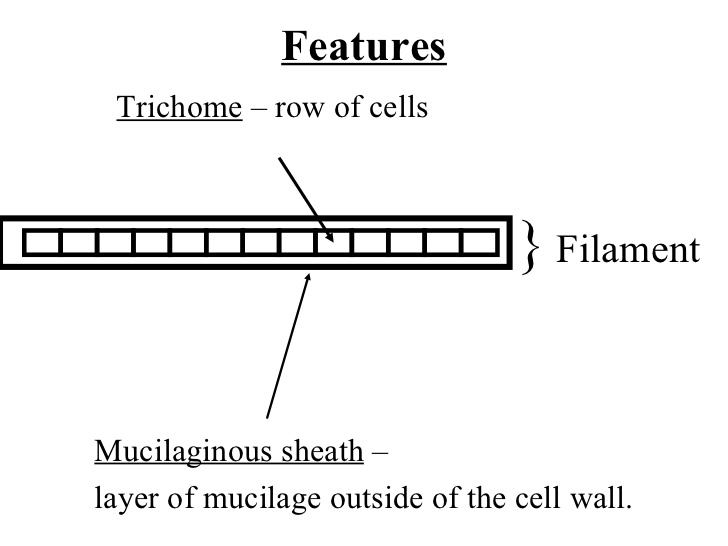 Features
Trichome – row of cells
} Filament
Mucilaginous sheath –
layer of mucilage outside of the cell wall.